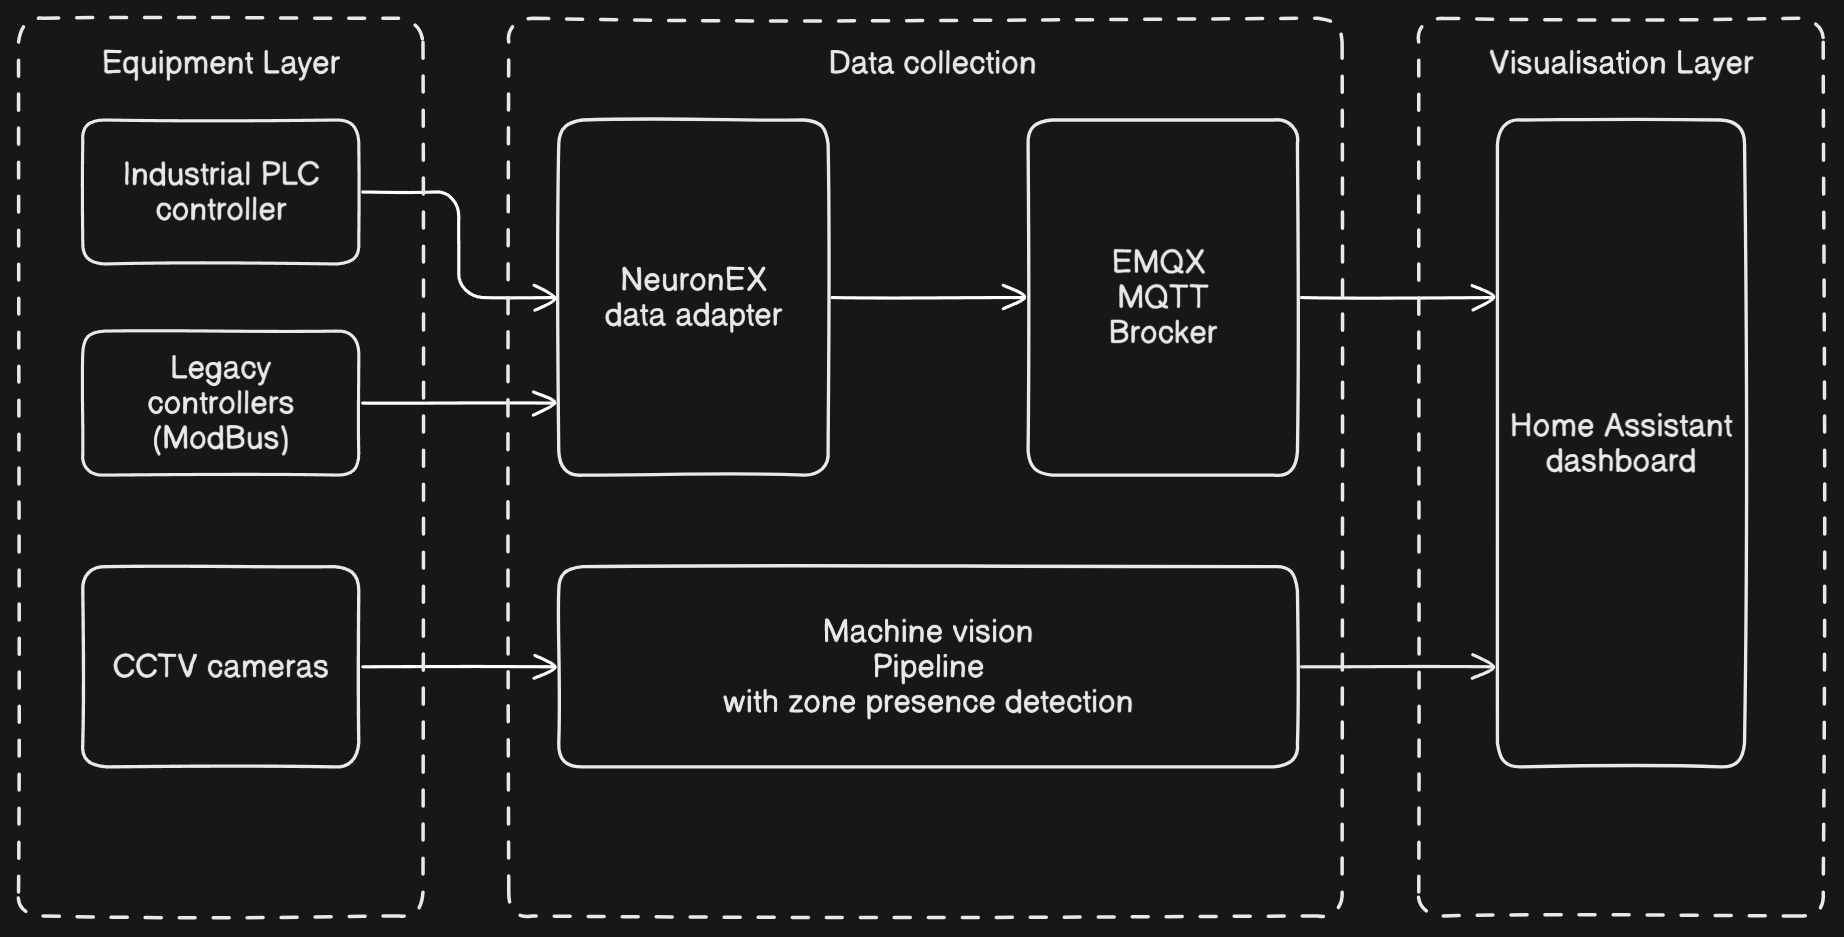 Equipment Layer
Industrial PLC
controller
Legacy
controllers
(ModBus)
CCTV cameras
Data collection
NeuronEX
data adapter
EMQX
MQTT
Brocker
Machine vision
Pipeline
with zone presence detection
Visualisation Layer
Home Assistant
dashboard